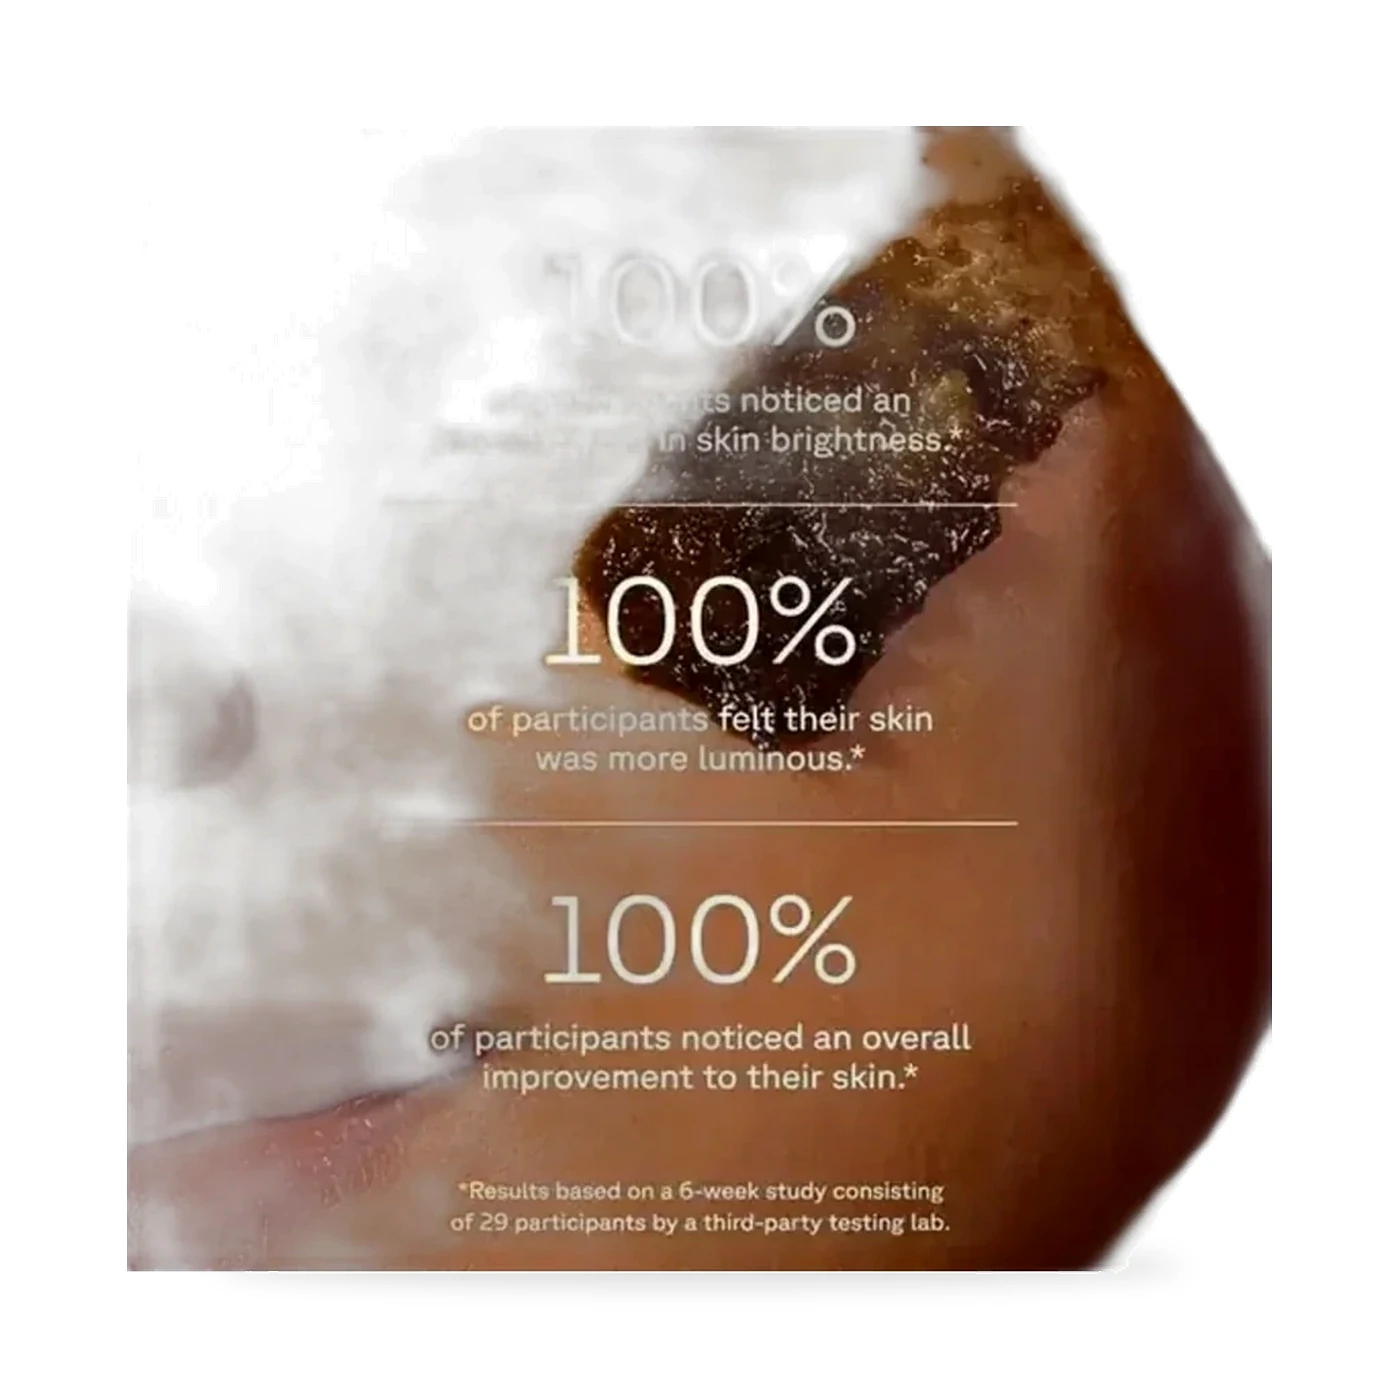 100%
noticed an
in skin brightness.*
100%
of participants felt their skin
was more luminous.*
100%
of participants noticed an overall
improvement to their skin.*
*Results based on a 6-week study consisting
of 29 participants by a third-party testing lab.